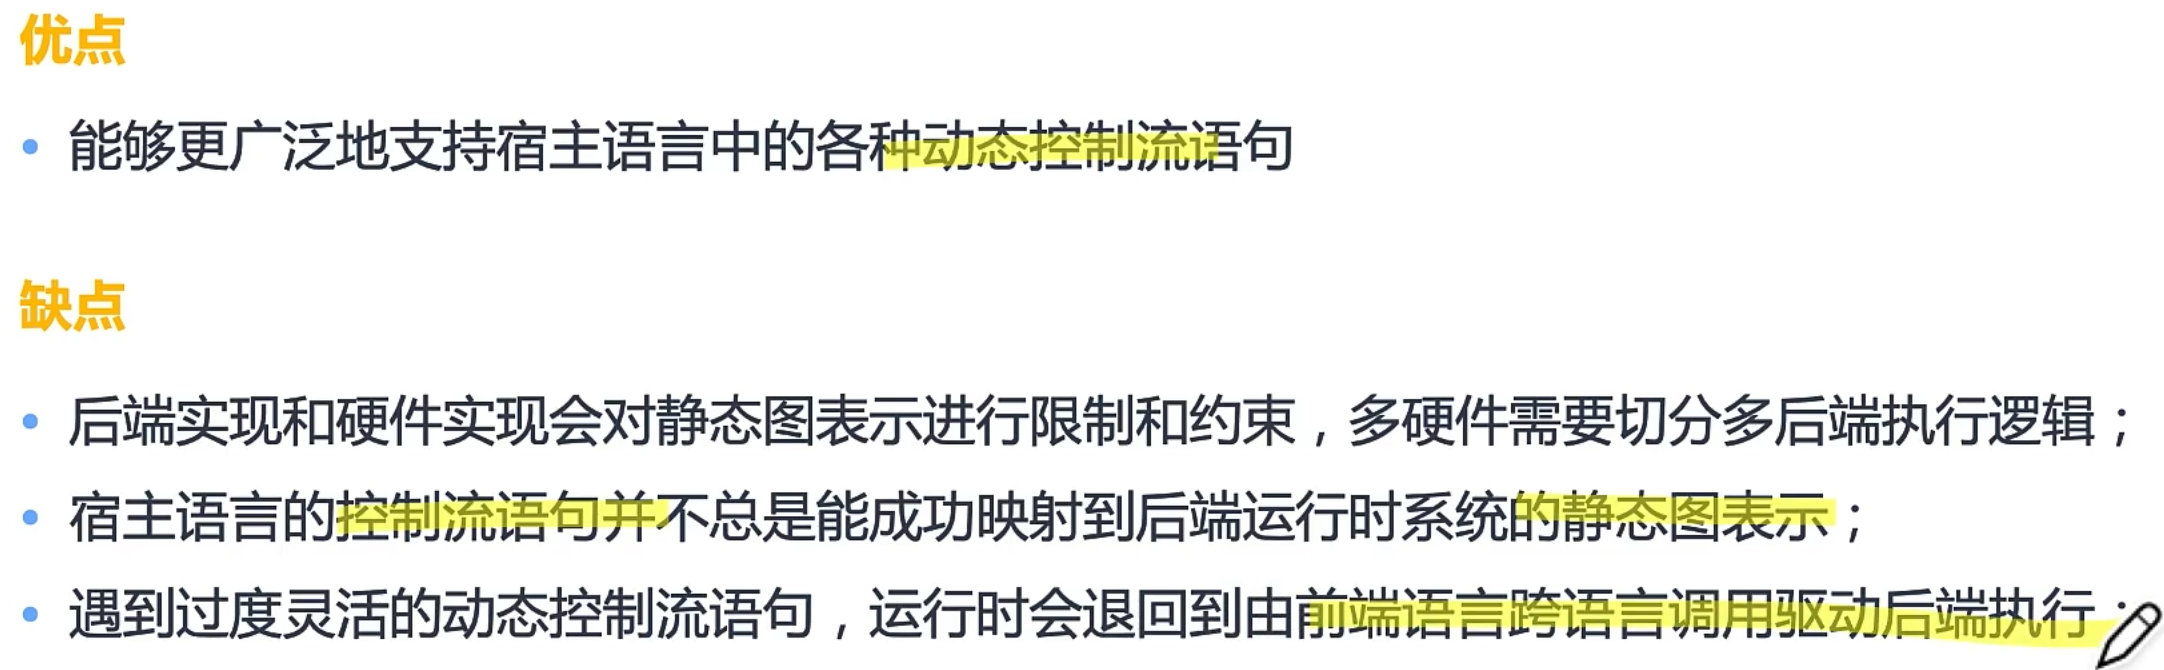 优点
• 能够更广泛地支持宿主语言中的各种动态控制流语句
缺点
• 后端实现和硬件实现会对静态图表示进行限制和约束，多硬件需要切分多后端执行逻辑；
• 宿主语言的控制流语句并不总是能成功映射到后端运行时系统的静态图表示；
• 遇到过度灵活的动态控制流语句，运行时会退回到由前端语言跨语言调用驱动后端执行；